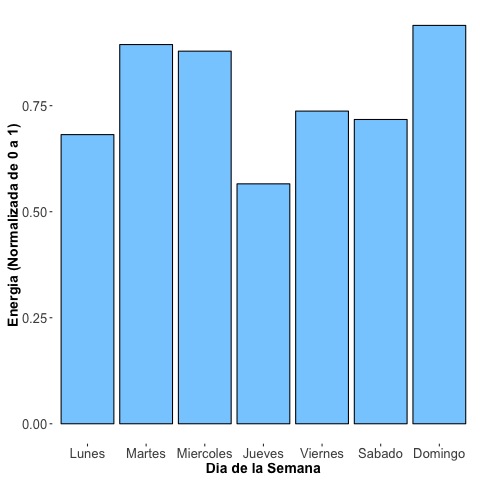 Energia (Normalizada de 0 a 1)
0.75
0.50
0.25
0.00
Lunes Martes Miercoles Jueves Viernes Sabado Domingo
Dia de la Semana